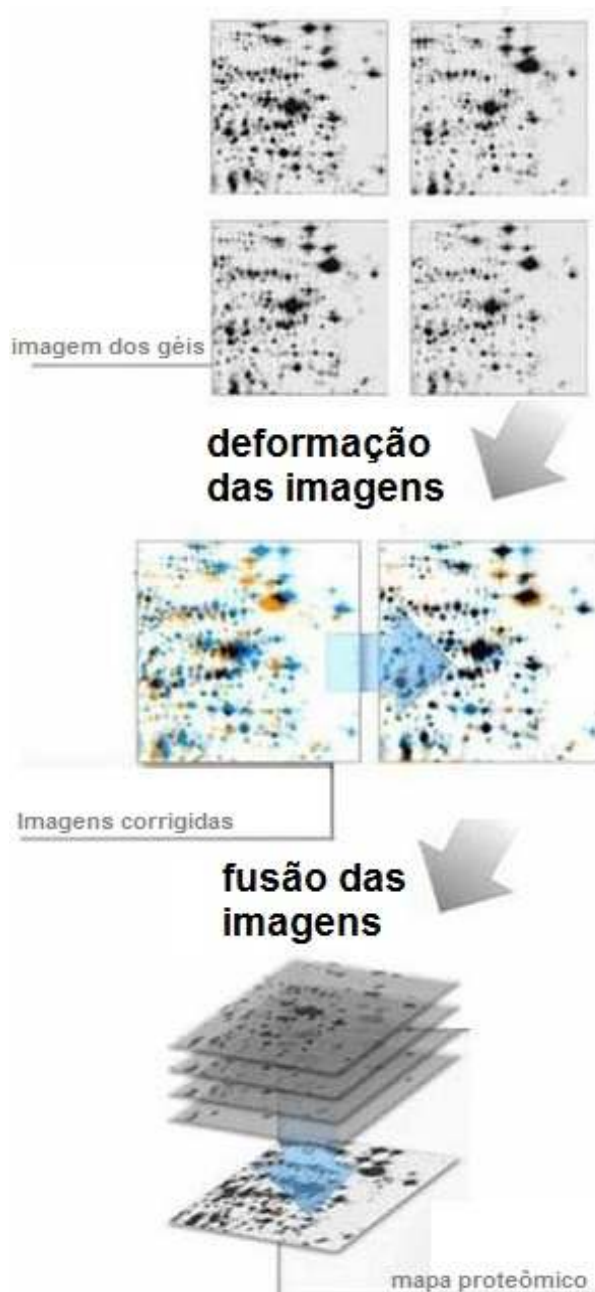 imagem dos géis
deformação
das imagens
Imagens corrigidas
fusão das
imagens
mapa proteômico